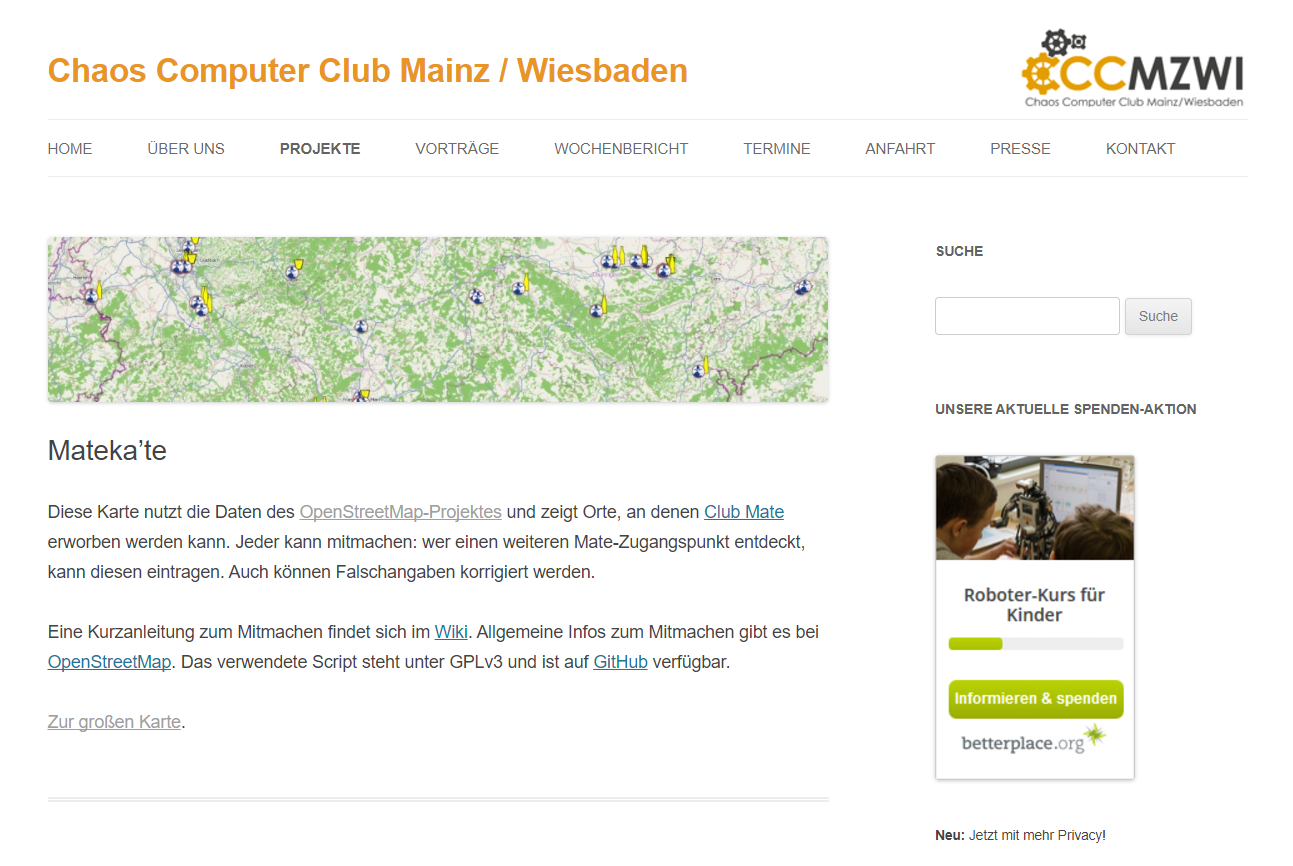 Chaos Computer Club Mainz / Wiesbaden
CCMZWI
Chaos Computer Club Mainz/Wiesbaden
HOME ÜBER UNS PROJEKTE VORTRÄGE WOCHENBERICHT TERMINE ANFAHRT PRESSE KONTAKT
Mateka’te
Diese Karte nutzt die Daten des OpenStreetMap-Projektes und zeigt Orte, an denen Club Mate
erworben werden kann. Jeder kann mitmachen: wer einen weiteren Mate-Zugangspunkt entdeckt,
kann diesen eintragen. Auch können Falschangaben korrigiert werden.
Eine Kurzanleitung zum Mitmachen findet sich im Wiki. Allgemeine Infos zum Mitmachen gibt es bei
OpenStreetMap. Das verwendete Script steht unter GPLv3 und ist auf GitHub verfügbar.
Zur großen Karte.
SUCHE
Suche
UNSERE AKTUELLE SPENDEN-AKTION
Roboter-Kurs für
Kinder
Informieren & spenden
betterplace.org
Neu: Jetzt mit mehr Privacy!